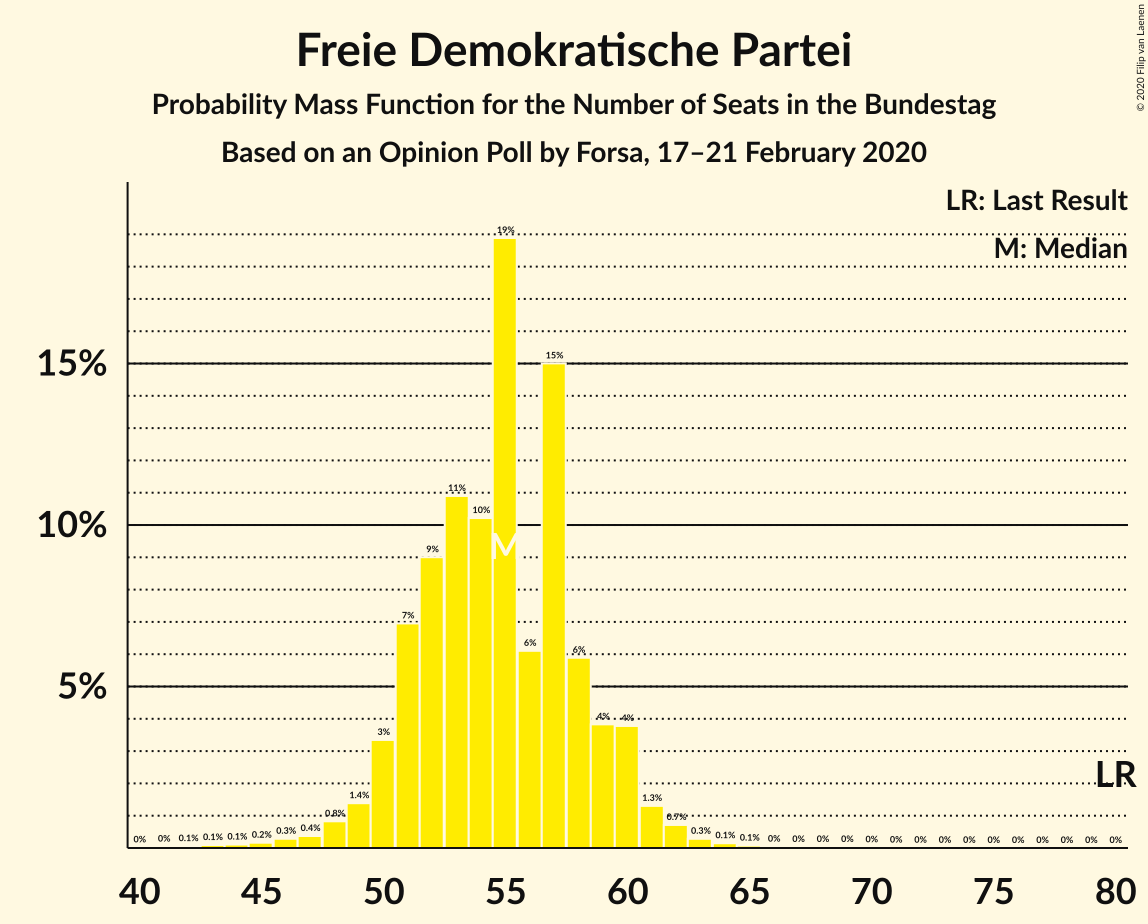 Freie Demokratische Partei
Probability Mass Function for the Number of Seats in the Bundestag
Based on an Opinion Poll by Forsa, 17–21 February 2020
© 2020 Filip van Laenen
LR: Last Result
M: Median
15%
10%
5%
0% 0% 0.1% 0.1% 0.1% 0.2% 0.3% 0.4% 0.8% 1.4% 3% 7% 9% 11% 10% 19% 6% 15% 6% 4% 4% 1.3% 0.7% 0.3% 0.1% 0.1% 0% 0% 0% 0% 0% 0% 0% 0% 0% 0% 0% 0% 0% 0% 0%
M
LR
40 45 50 55 60 65 70 75 80